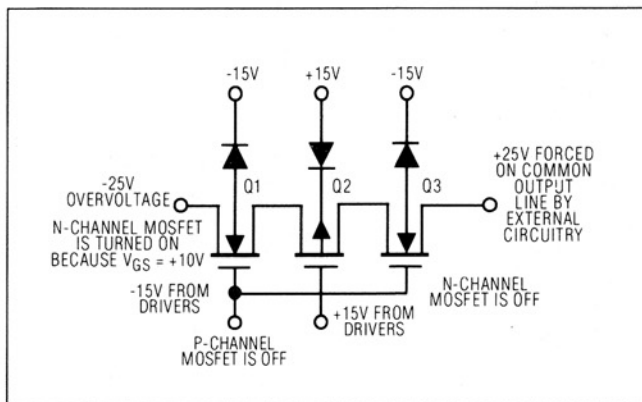 -15V +15V -15V
Q1 Q2 Q3
-25V
OVERVOLTAGE
+25V FORCED
ON COMMON
OUTPUT
LINE BY
EXTERNAL
CIRCUITRY
N-CHANNEL MOSFET
IS TURNED ON
BECAUSE VGS = +10V
-15V FROM
DRIVERS
+15V FROM
DRIVERS
N-CHANNEL
MOSFET IS OFF
P-CHANNEL
MOSFET IS OFF